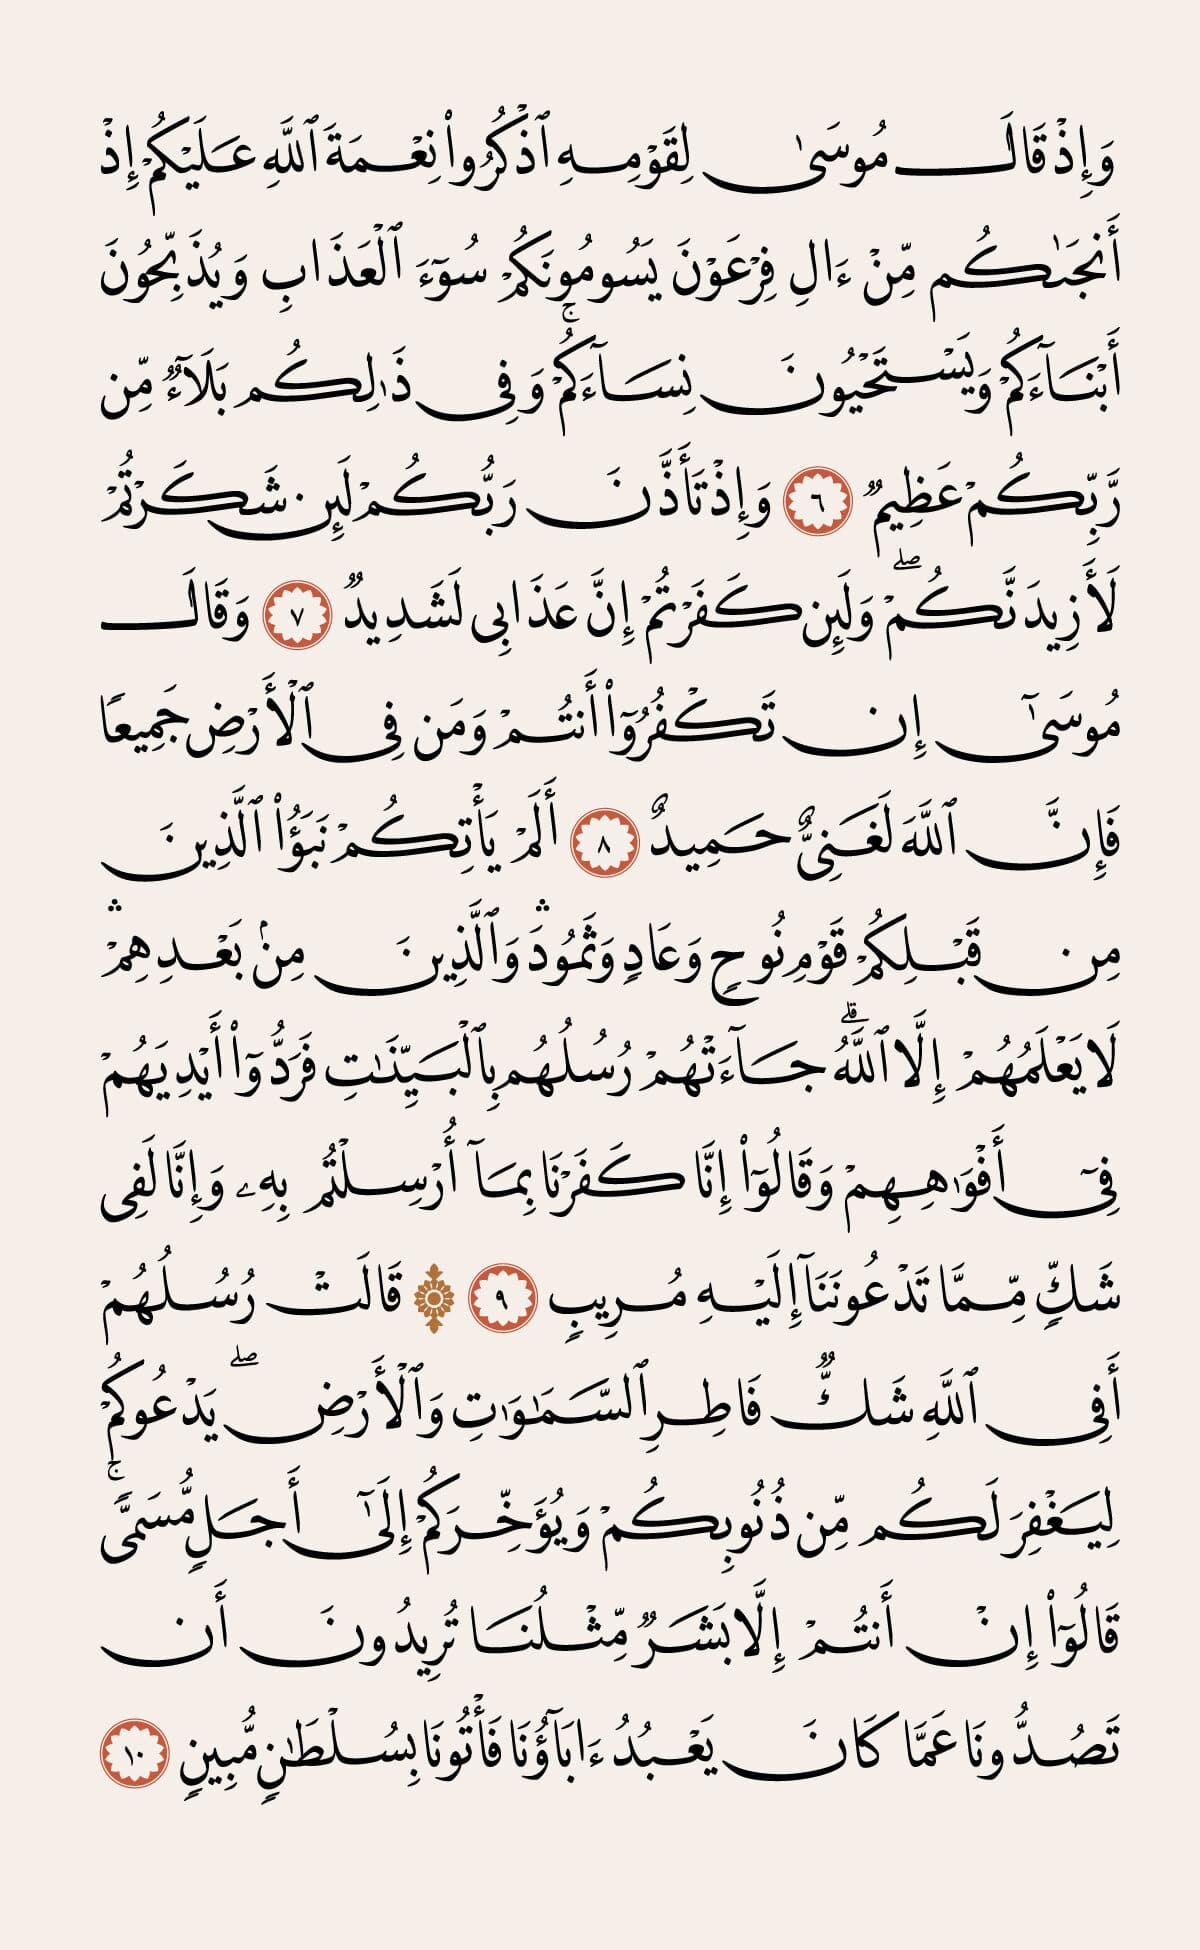 وَإِذۡ قَالَ مُوسَىٰ لِقَوۡمِهِ ٱذۡكُرُواْ نِعۡمَةَ ٱللَّهِ عَلَيۡكُمۡ إِذۡ
أَنجَىٰكُم مِّنۡ ءَالِ فِرۡعَوۡنَ يَسُومُونَكُمۡ سُوٓءَ ٱلۡعَذَابِ وَيُذَبِّحُونَ
أَبۡنَآءَكُمۡ وَيَسۡتَحۡيُونَ نِسَآءَكُمۡۚ وَفِي ذَٰلِكُم بَلَآءٞ مِّن
رَّبِّكُمۡ عَظِيمٞ ٦ وَإِذۡ تَأَذَّنَ رَبُّكُمۡ لَئِن شَكَرۡتُمۡ
لَأَزِيدَنَّكُمۡۖ وَلَئِن كَفَرۡتُمۡ إِنَّ عَذَابِي لَشَدِيدٞ ٧ وَقَالَ
مُوسَىٰٓ إِن تَكۡفُرُوٓاْ أَنتُمۡ وَمَن فِي ٱلۡأَرۡضِ جَمِيعٗا
فَإِنَّ ٱللَّهَ لَغَنِيٌّ حَمِيدٌ ٨ أَلَمۡ يَأۡتِكُمۡ نَبَؤُاْ ٱلَّذِينَ
مِن قَبۡلِكُمۡ قَوۡمِ نُوحٖ وَعَادٖ وَثَمُودَۛ وَٱلَّذِينَ مِنۢ بَعۡدِهِمۡۛ
لَا يَعۡلَمُهُمۡ إِلَّا ٱللَّهُۚ جَآءَتۡهُمۡ رُسُلُهُم بِٱلۡبَيِّنَٰتِ فَرَدُّوٓاْ أَيۡدِيَهُمۡ
فِيٓ أَفۡوَٰهِهِمۡ وَقَالُوٓاْ إِنَّا كَفَرۡنَا بِمَآ أُرۡسِلۡتُم بِهِۦ وَإِنَّا لَفِي
شَكّٖ مِّمَّا تَدۡعُونَنَآ إِلَيۡهِ مُرِيبٖ ٩ ۞ قَالَتۡ رُسُلُهُمۡ
أَفِي ٱللَّهِ شَكّٞ فَاطِرِ ٱلسَّمَٰوَٰتِ وَٱلۡأَرۡضِۖ يَدۡعُوكُمۡ
لِيَغۡفِرَ لَكُم مِّن ذُنُوبِكُمۡ وَيُؤَخِّرَكُمۡ إِلَىٰٓ أَجَلٖ مُّسَمّٗىۚ
قَالُوٓاْ إِنۡ أَنتُمۡ إِلَّا بَشَرٞ مِّثۡلُنَا تُرِيدُونَ أَن
تَصُدُّونَا عَمَّا كَانَ يَعۡبُدُ ءَابَآؤُنَا فَأۡتُونَا بِسُلۡطَٰنٖ مُّبِينٖ ١٠